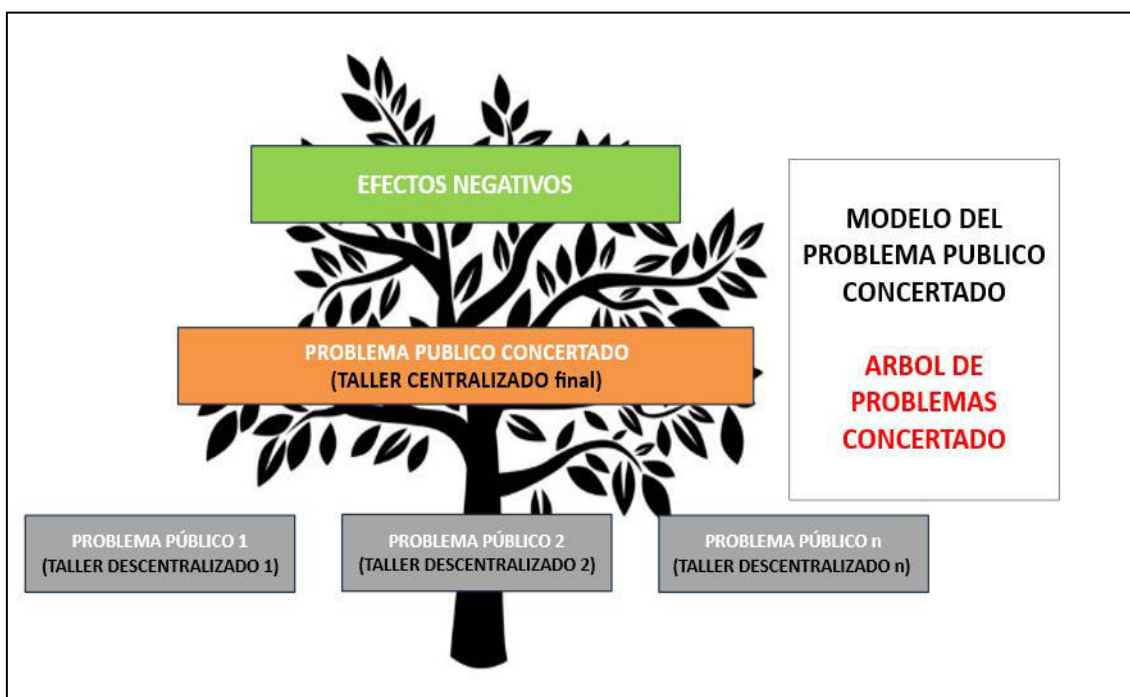 EFECTOS NEGATIVOS
PROBLEMA PUBLICO CONCERTADO
(TALLER CENTRALIZADO final)
MODELO DEL
PROBLEMA PUBLICO
CONCERTADO
ARBOL DE
PROBLEMAS
CONCERTADO
PROBLEMA PÚBLICO 1
(TALLER DESCENTRALIZADO 1)
PROBLEMA PÚBLICO 2
(TALLER DESCENTRALIZADO 2)
PROBLEMA PÚBLICO n
(TALLER DESCENTRALIZADO n)